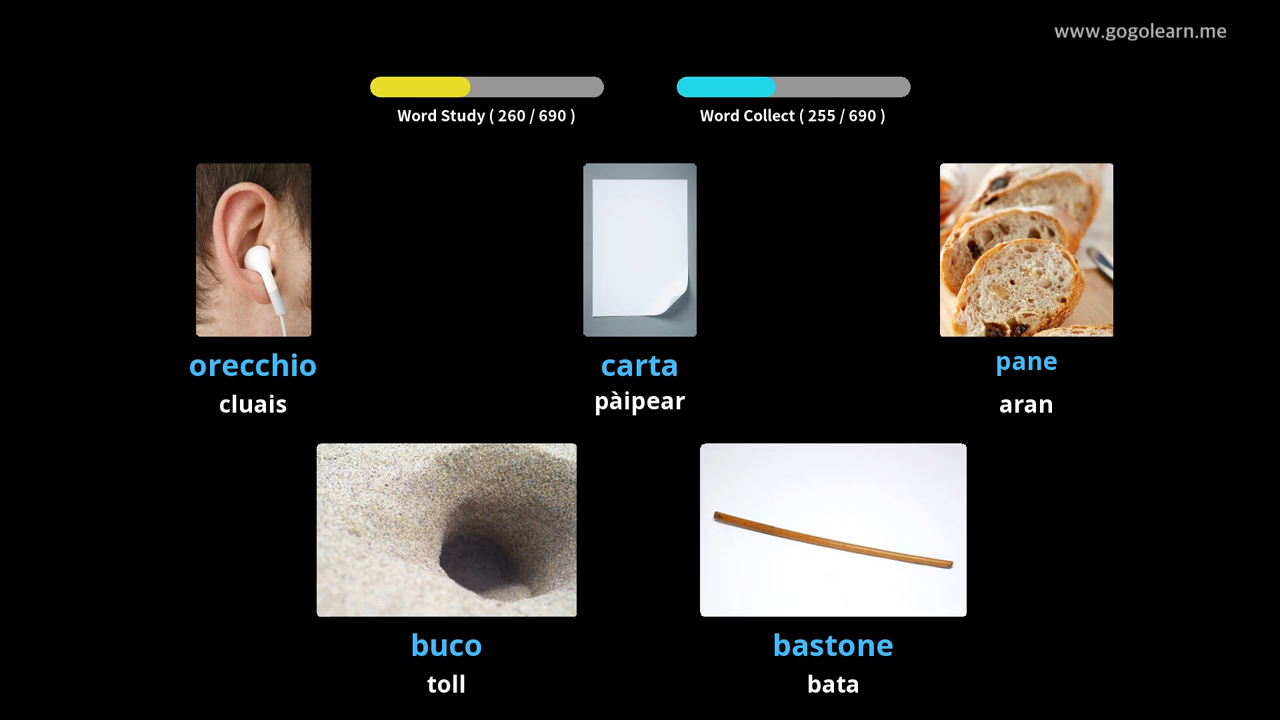 www.gogolearn.me
Word Study ( 260 / 690 )
Word Collect ( 255 / 690 )
orecchio
cluais
carta
pàipear
pane
aran
buco
toll
bastone
bata